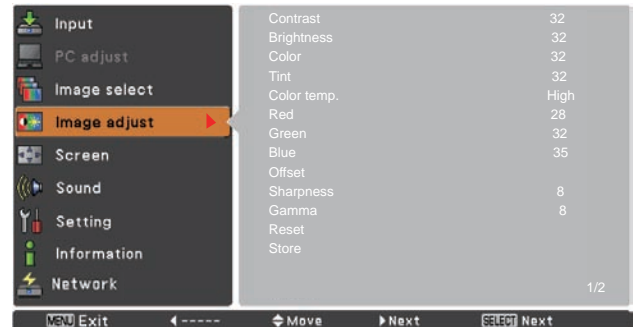 Input
PC adjust
Image select
Image adjust
Screen
Sound
Setting
Information
Network
Contrast 32
Brightness 32
Color 32
Tint 32
Color temp. High
Red 28
Green 32
Blue 35
Offset
Sharpness 8
Gamma 8
Reset
Store
1/2
MENU Exit ◀ ----- Move ▶ Next SELECT Next